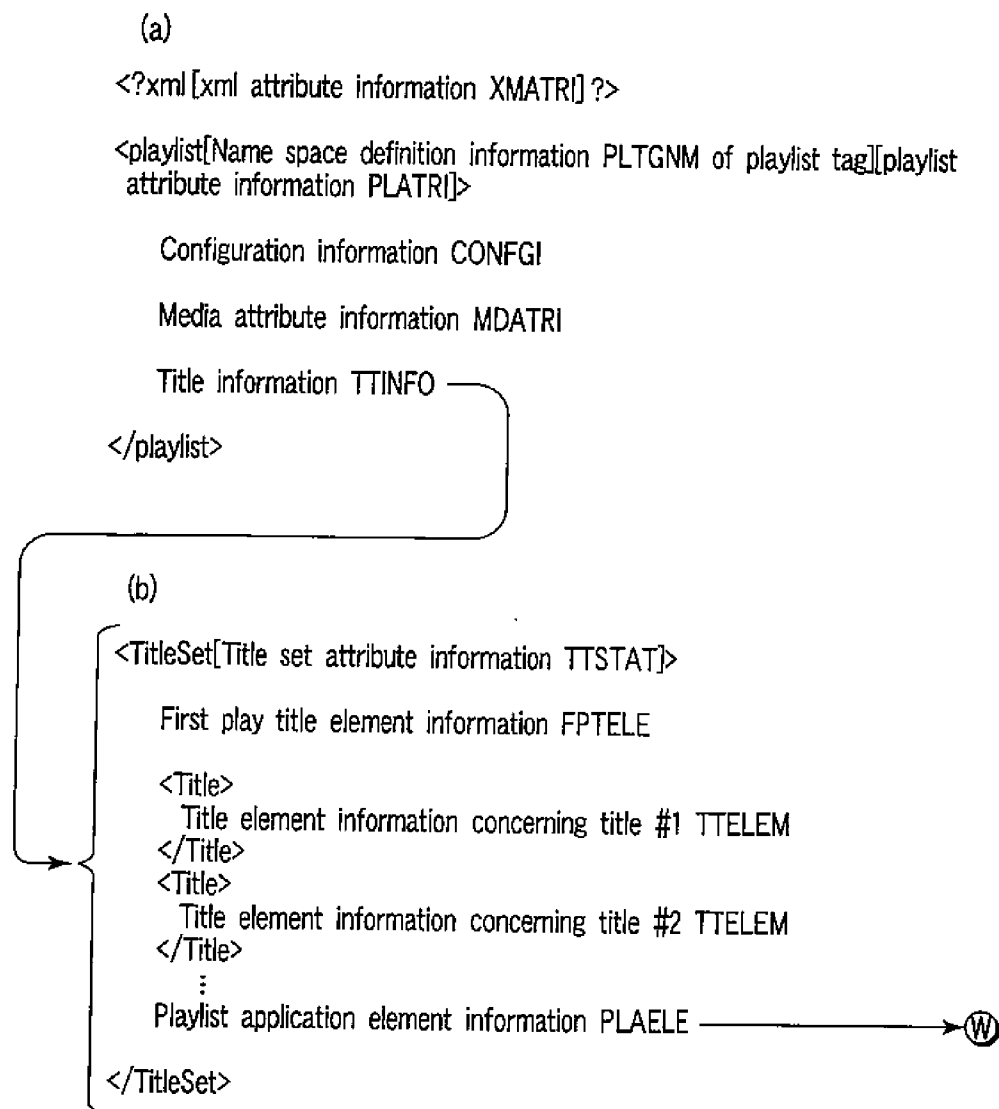 (a)
<?xml [xml attribute information XMATRI] ?>
<playlist[Name space definition information PLTGNM of playlist tag][playlist
attribute information PLATRI]>
Configuration information CONFGI
Media attribute information MDATRI
Title information TTINFO
</playlist>
(b)
<TitleSet[Title set attribute information TTSTAT]>
First play title element information FPTELE
<Title>
Title element information concerning title #1 TTELEM
</Title>
<Title>
Title element information concerning title #2 TTELEM
</Title>
⋮
Playlist application element information PLAELE
W
</TitleSet>